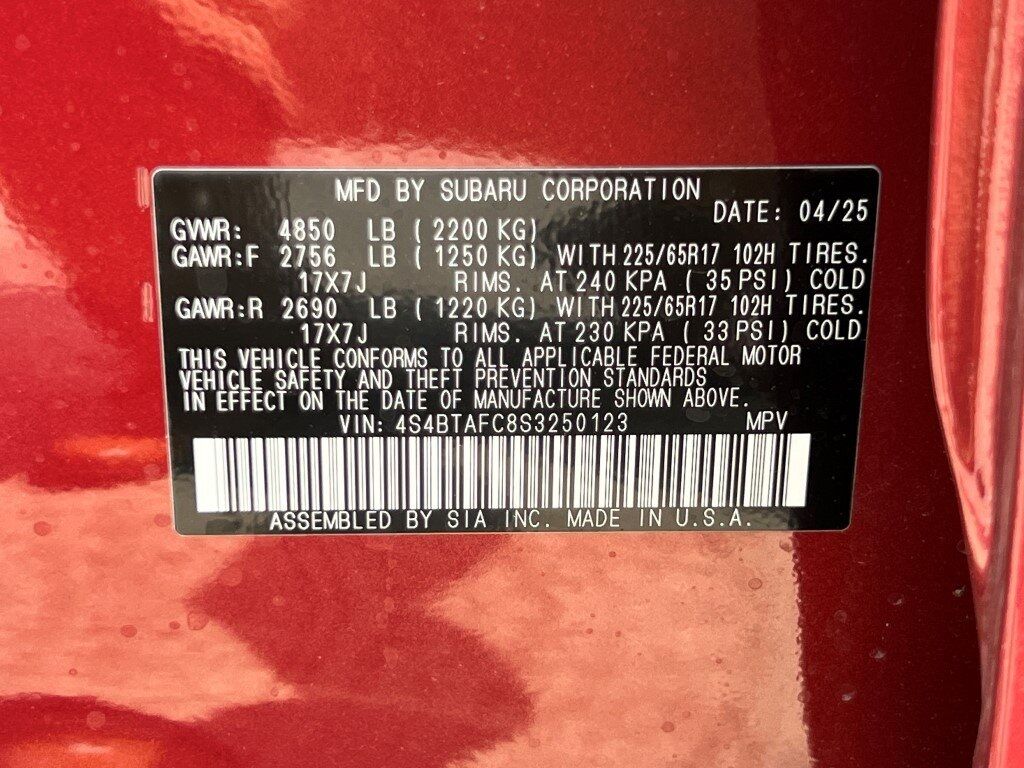 MFD BY SUBARU CORPORATION
DATE: 04/25
GVWR: 4850 LB ( 2200 KG)
GAWR:F 2756 LB ( 1250 KG) WITH 225/65R17 102H TIRES.
17X7J RIMS. AT 240 KPA ( 35 PSI) COLD
GAWR:R 2690 LB ( 1220 KG) WITH 225/65R17 102H TIRES.
17X7J RIMS. AT 230 KPA ( 33 PSI) COLD
THIS VEHICLE CONFORMS TO ALL APPLICABLE FEDERAL MOTOR
VEHICLE SAFETY AND THEFT PREVENTION STANDARDS
IN EFFECT ON THE DATE OF MANUFACTURE SHOWN ABOVE.
VIN: 4S4BTAFC8S3250123 MPV
ASSEMBLED BY SIA INC. MADE IN U.S.A.